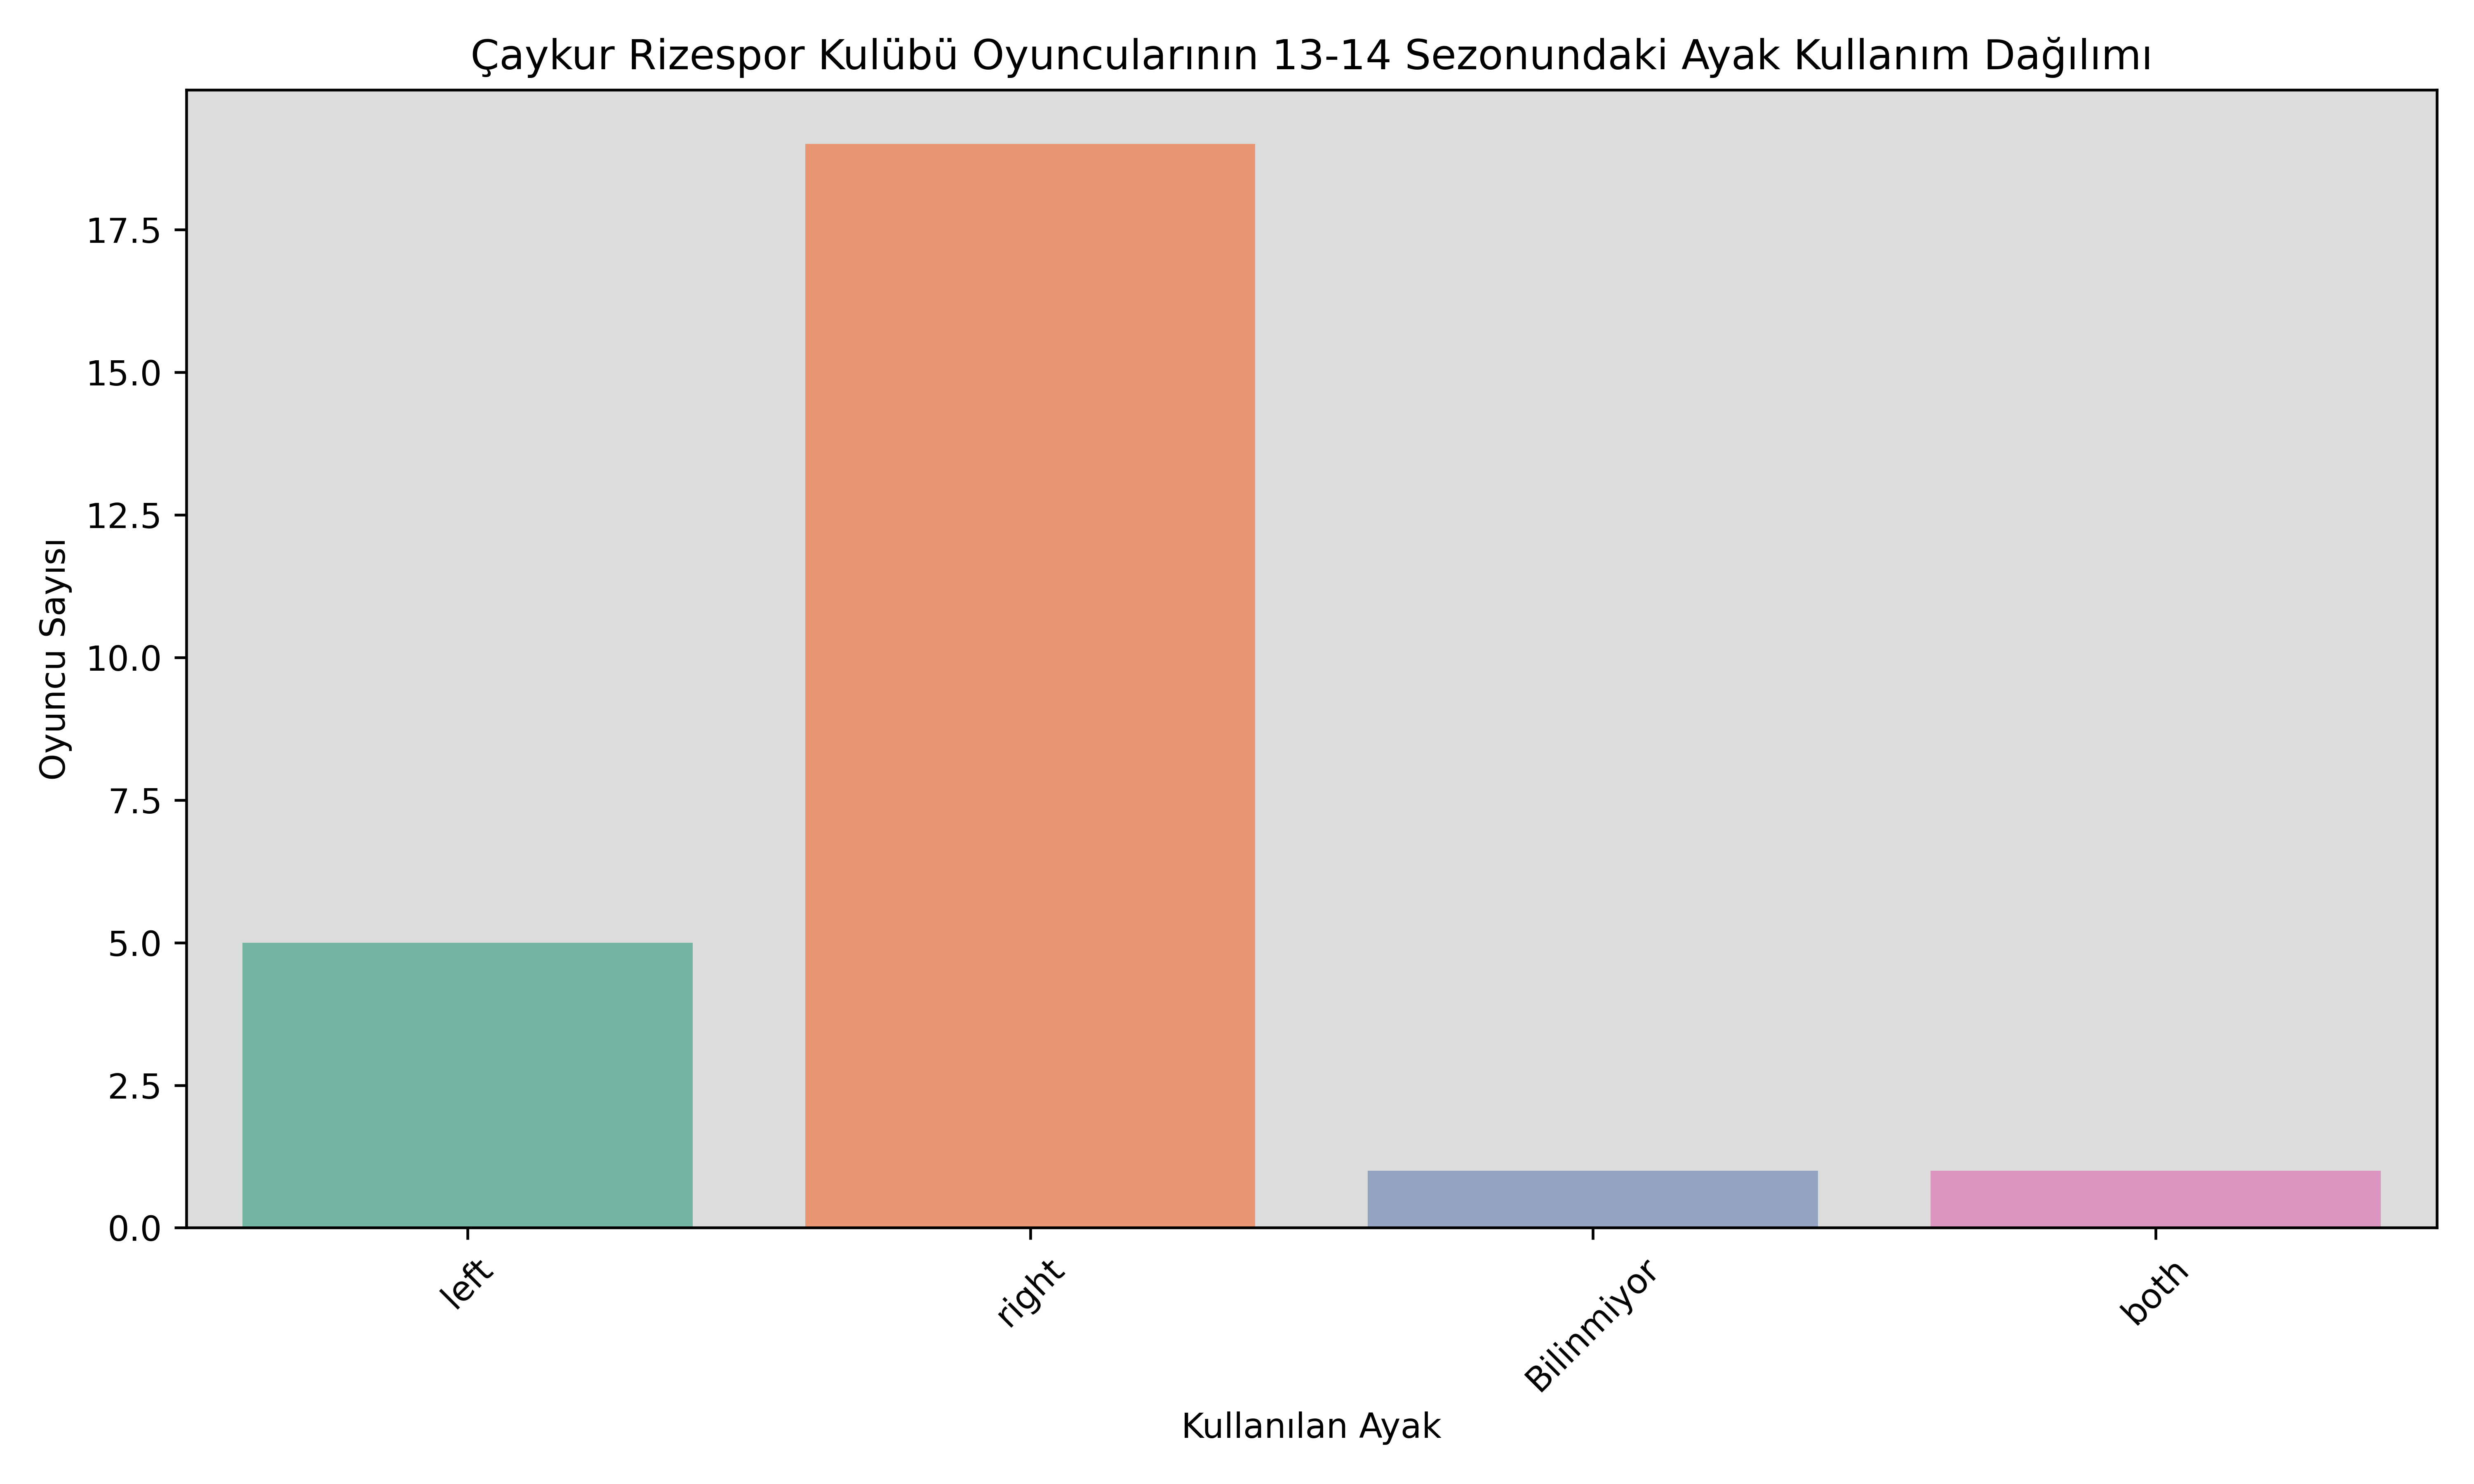 Çaykur Rizespor Kulübü Oyuncularının 13-14 Sezonundaki Ayak Kullanım Dağılımı
Oyuncu Sayısı
17.5
15.0
12.5
10.0
7.5
5.0
2.5
0.0
left
right
Bilinmiyor
both
Kullanılan Ayak